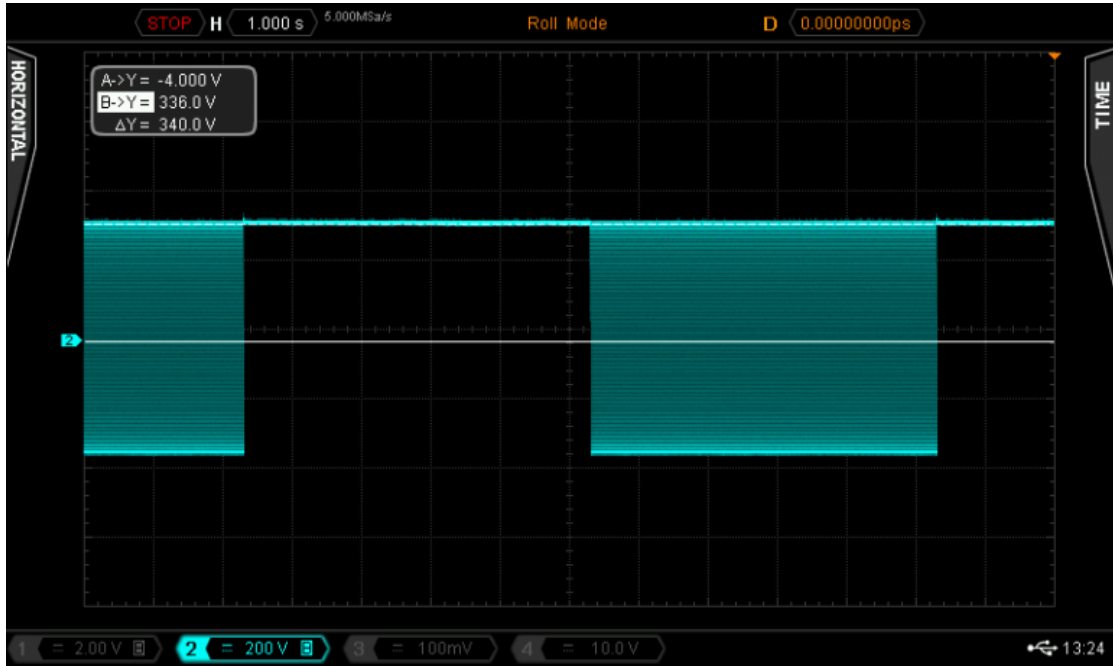 STOP H 1.000 s 5.000MSa/s Roll Mode D 0.00000000ps
HORIZONTAL
TIME
A->Y = -4.000 V
B->Y = 336.0 V
ΔY = 340.0 V
2
1 = 2.00 V 2 = 200 V 3 = 100mV 4 = 10.0 V 13:24